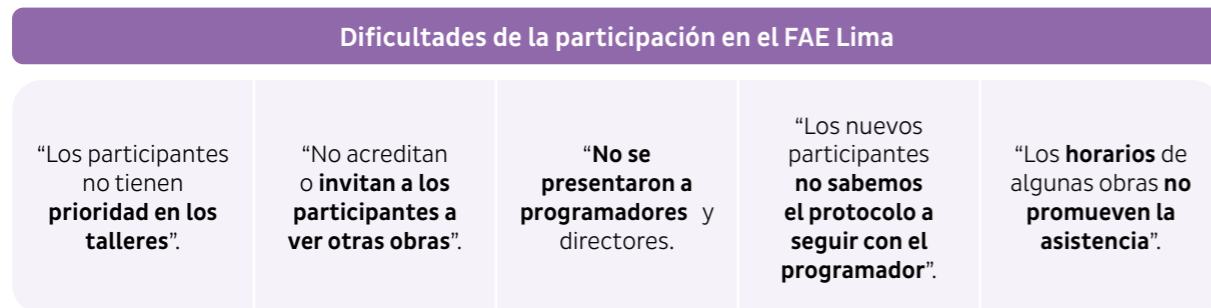 Dificultades de la participación en el FAE Lima
“Los participantes
no tienen
prioridad en los
talleres”.
“No acreditan
o invitan a los
participantes a
ver otras obras”.
“No se
presentaron a
programadores y
directores.
“Los nuevos
participantes
no sabemos
el protocolo a
seguir con el
programador”.
“Los horarios de
algunas obras no
promueven la
asistencia”.